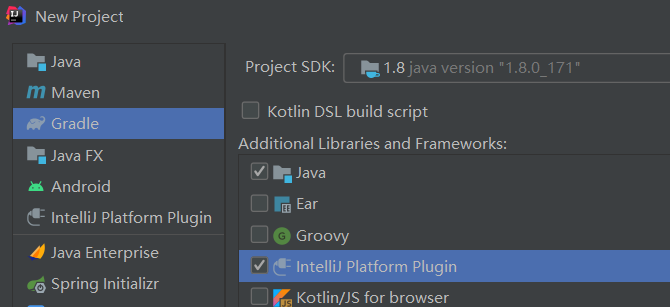 New Project
Java
Maven
Gradle
Java FX
Android
IntelliJ Platform Plugin
Java Enterprise
Spring Initializr
Project SDK: 1.8 java version "1.8.0_171"
Kotlin DSL build script
Additional Libraries and Frameworks:
Java
Ear
Groovy
IntelliJ Platform Plugin
Kotlin/JS for browser